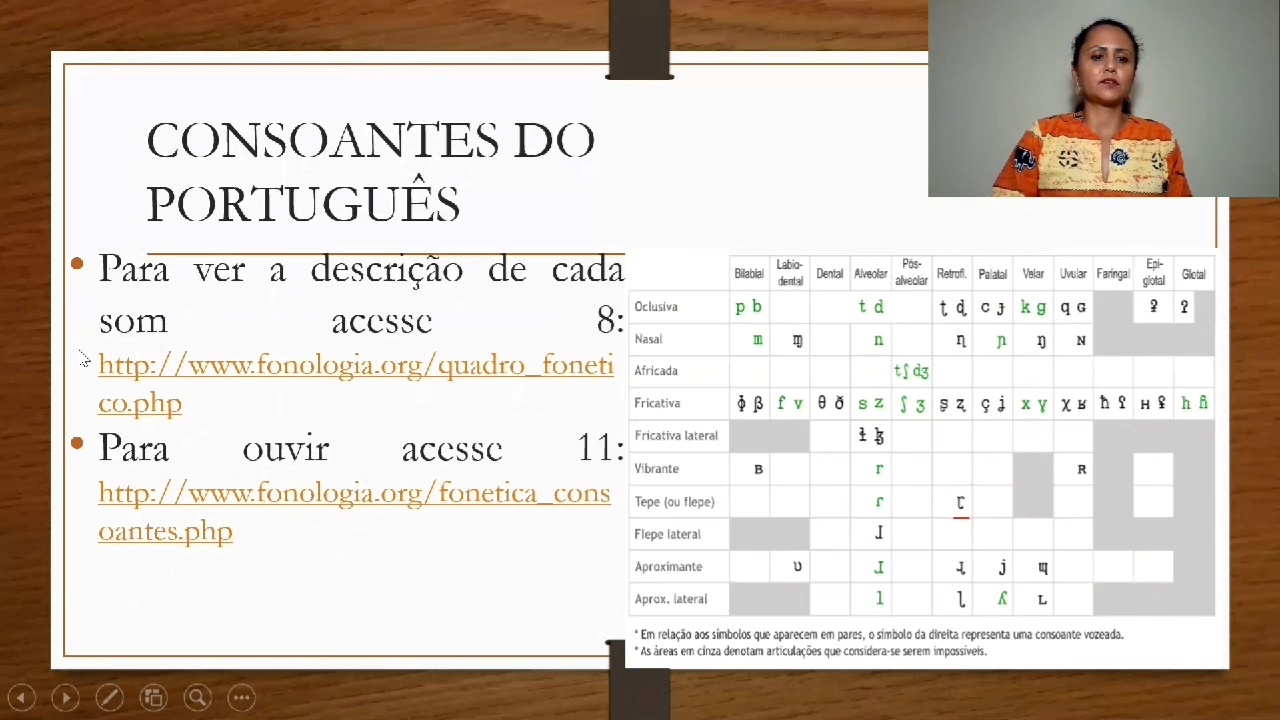 CONSOANTES DO
PORTUGUÊS
• Para ver a descrição de cada
som acesse 8:
http://www.fonologia.org/quadro_foneti
co.php
• Para ouvir acesse 11:
http://www.fonologia.org/fonetica_cons
oantes.php
Bilabial Labio-dental Dental Alveolar Pós-alveolar Retrofl. Palatal Velar Uvular Faringal Epi-glotal Glotal
Oclusiva p b t d ʈ ɖ c ɟ k g q ɢ ʡ ʔ
Nasal m ɱ n ɳ ɲ ŋ ɴ
Africada tʃ dʒ
Fricativa ɸ β f v θ ð s z ʃ ʒ ʂ ʐ ç ʝ x ɣ χ ʁ ħ ʕ ʜ ʢ h ɦ
Fricativa lateral ɬ ɮ
Vibrante ʙ r ʀ
Tepe (ou flepe) ɾ ɽ
Flepe lateral ɺ
Aproximante ʋ ɹ ɻ j ɰ
Aprox. lateral l ɭ ʎ ʟ
* Em relação aos símbolos que aparecem em pares, o símbolo da direita representa uma consoante vozeada.
* As áreas em cinza denotam articulações que considera-se serem impossíveis.